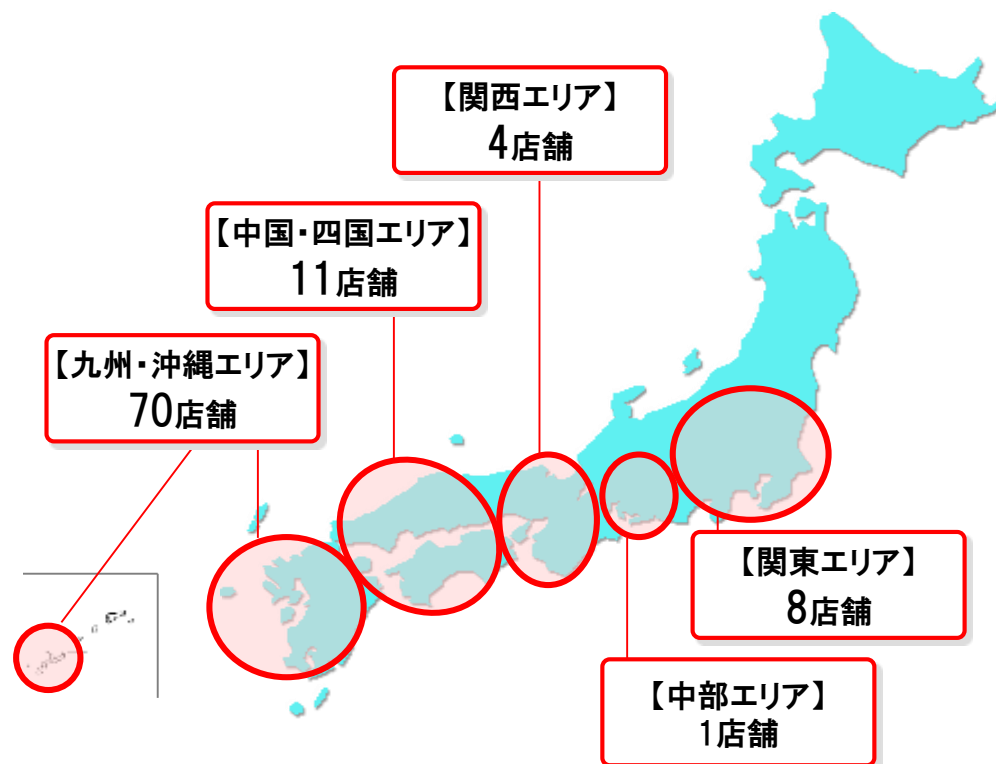 【関西エリア】
4店舗
【中国・四国エリア】
11店舗
【九州・沖縄エリア】
70店舗
【関東エリア】
8店舗
【中部エリア】
1店舗